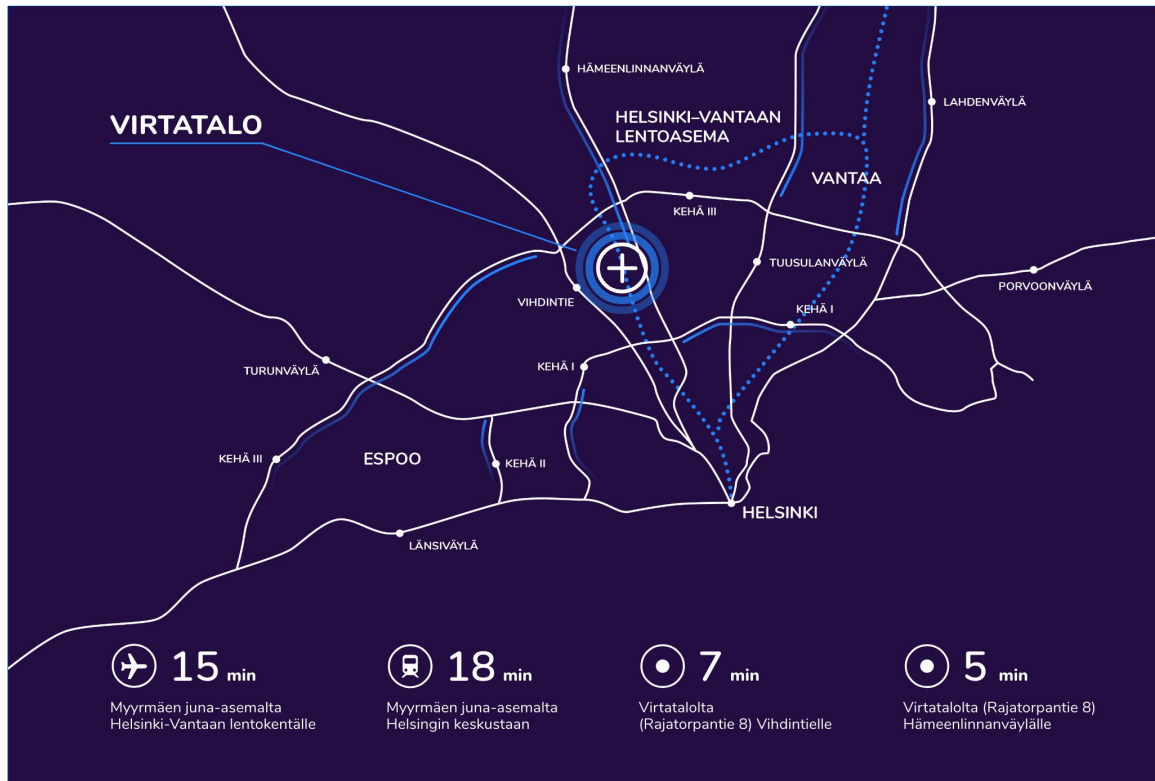 HÄMEENLINNANVÄYLÄ
LAHDENVÄYLÄ
VIRTATALO
HELSINKI–VANTAAN
LENTOASEMA
VANTAA
KEHÄ III
TUUSULANVÄYLÄ
PORVOONVÄYLÄ
VIHDINTIE
KEHÄ I
TURUNVÄYLÄ
KEHÄ I
KEHÄ III
ESPOO
KEHÄ II
HELSINKI
LÄNSIVÄYLÄ
15 min
Myyrmäen juna-asemalta
Helsinki-Vantaan lentokentälle
18 min
Myyrmäen juna-asemalta
Helsingin keskustaan
7 min
Virtatalolta
(Rajatorpantie 8) Vihdintielle
5 min
Virtatalolta (Rajatorpantie 8)
Hämeenlinnanväylälle